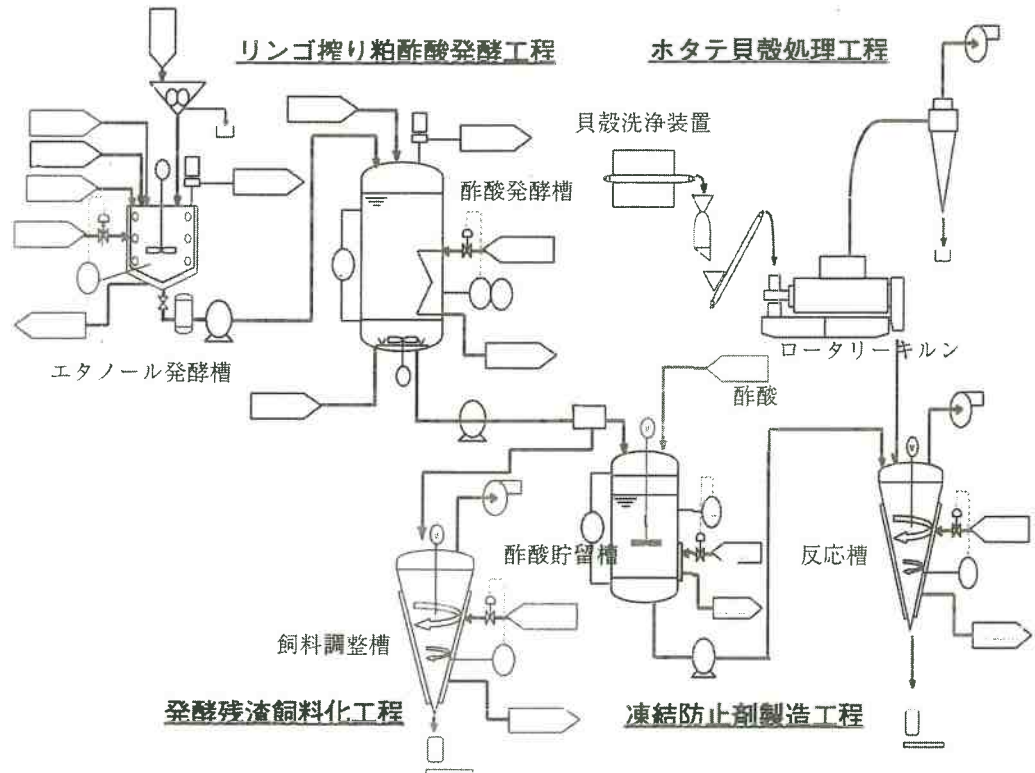 リンゴ搾り粕酢酸発酵工程
ホタテ貝殻処理工程
貝殻洗浄装置
酢酸発酵槽
エタノール発酵槽
ロータリーキルン
酢酸
酢酸貯留槽
反応槽
飼料調整槽
発酵残渣飼料化工程
凍結防止剤製造工程